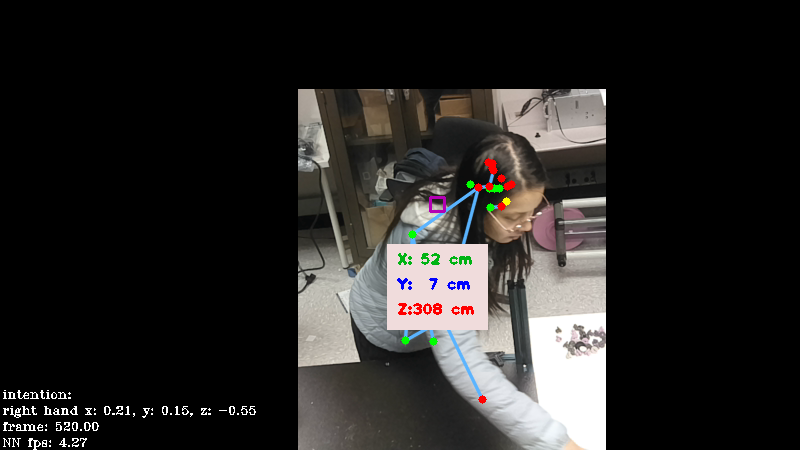 X: 52 cm
Y: 7 cm
Z:308 cm
intention:
right hand x: 0.21, y: 0.15, z: -0.55
frame: 520.00
NN fps: 4.27